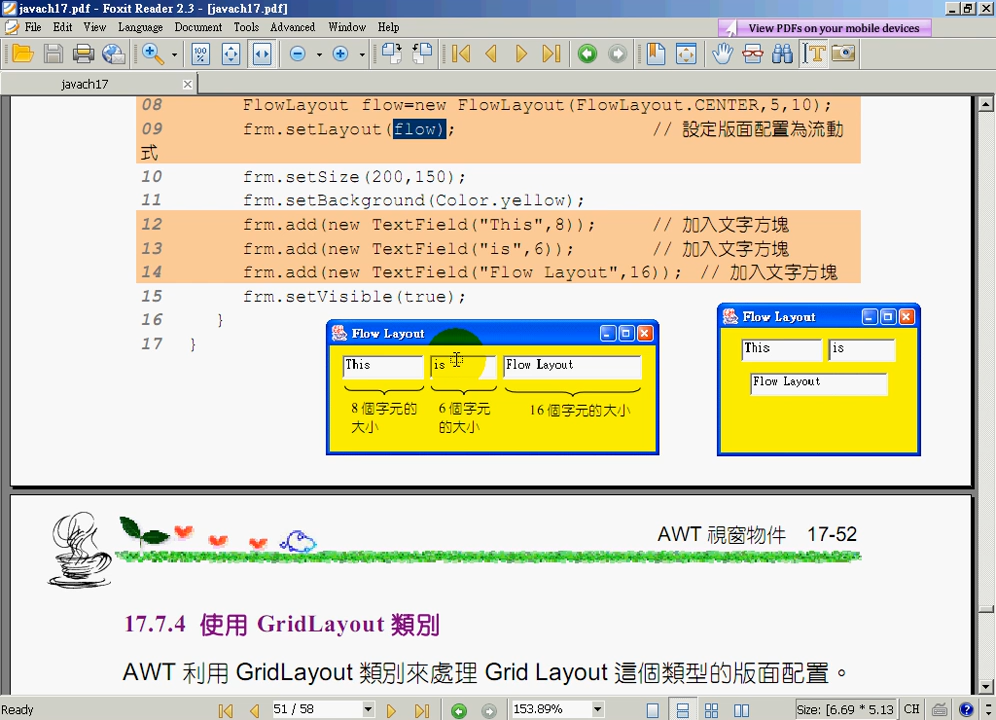 javach17.pdf - Foxit Reader 2.3 - [javach17.pdf]
File Edit View Language Document Tools Advanced Window Help
View PDFs on your mobile devices
javach17
08 FlowLayout flow=new FlowLayout(FlowLayout.CENTER,5,10);
09 frm.setLayout(flow); // 設定版面配置為流動
式
10 frm.setSize(200,150);
11 frm.setBackground(Color.yellow);
12 frm.add(new TextField("This",8)); // 加入文字方塊
13 frm.add(new TextField("is",6)); // 加入文字方塊
14 frm.add(new TextField("Flow Layout",16)); // 加入文字方塊
15 frm.setVisible(true);
16 }
17 }
Flow Layout
This is Flow Layout
8 個字元的
大小
6 個字元
的大小
16 個字元的大小
Flow Layout
This is
Flow Layout
AWT 視窗物件 17-52
17.7.4 使用 GridLayout 類別
AWT 利用 GridLayout 類別來處理 Grid Layout 這個類型的版面配置。
Ready 51 / 58 153.89% Size: [6.69 * 5.13 CH